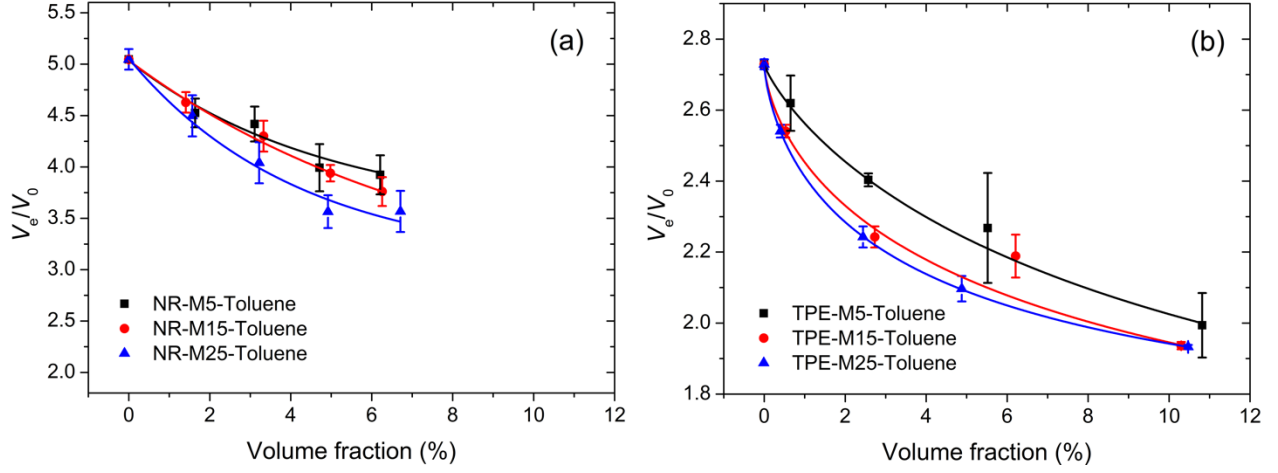 (a)
5.0
4.5
4.0
3.5
3.0
2.5
2.0
Ve/V0
NR-M5-Toluene
NR-M15-Toluene
NR-M25-Toluene
0 2 4 6 8 10 12
Volume fraction (%)
(b)
2.8
2.6
2.4
2.2
2.0
1.8
Ve/V0
TPE-M5-Toluene
TPE-M15-Toluene
TPE-M25-Toluene
0 2 4 6 8 10 12
Volume fraction (%)